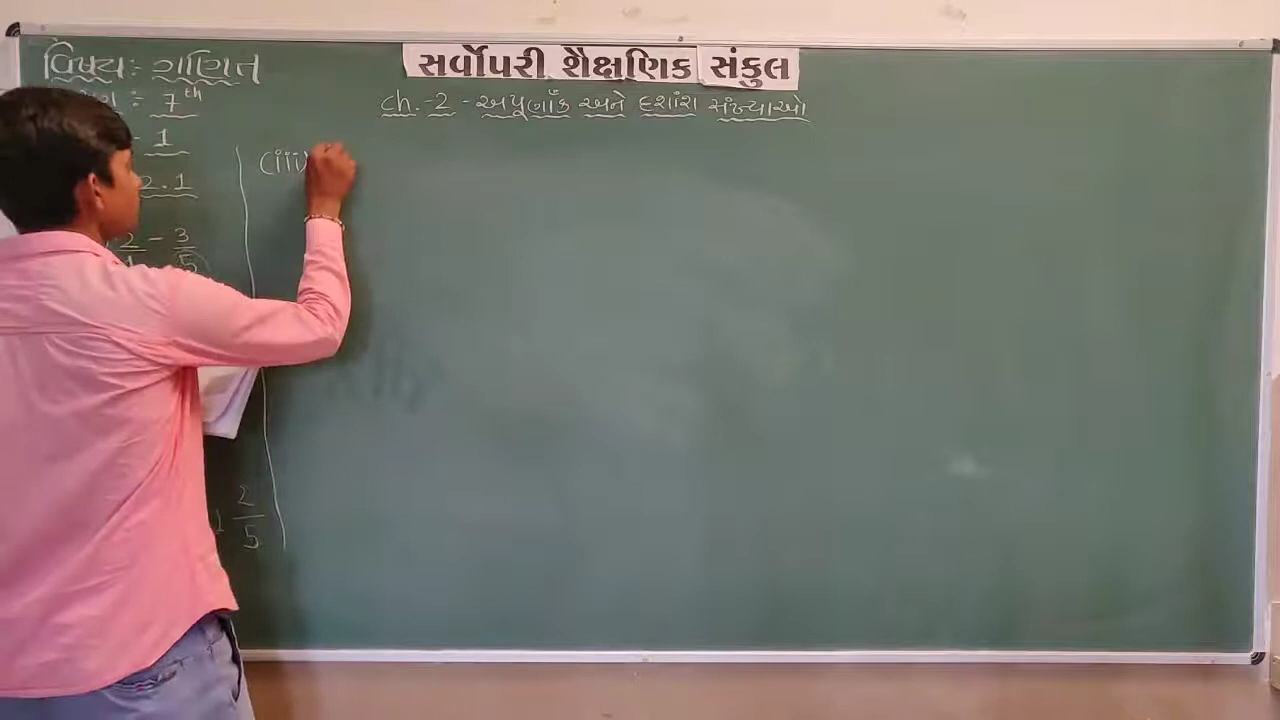 સર્વોપરી શૈક્ષણિક સંકુલ
વિષય : ગણિત
ch. - 2 - અપૂર્ણાંક અને દશાંશ સંખ્યાઓ
: 7th
- 1
2.1
2/1 - 3/5
(iii)
2/5